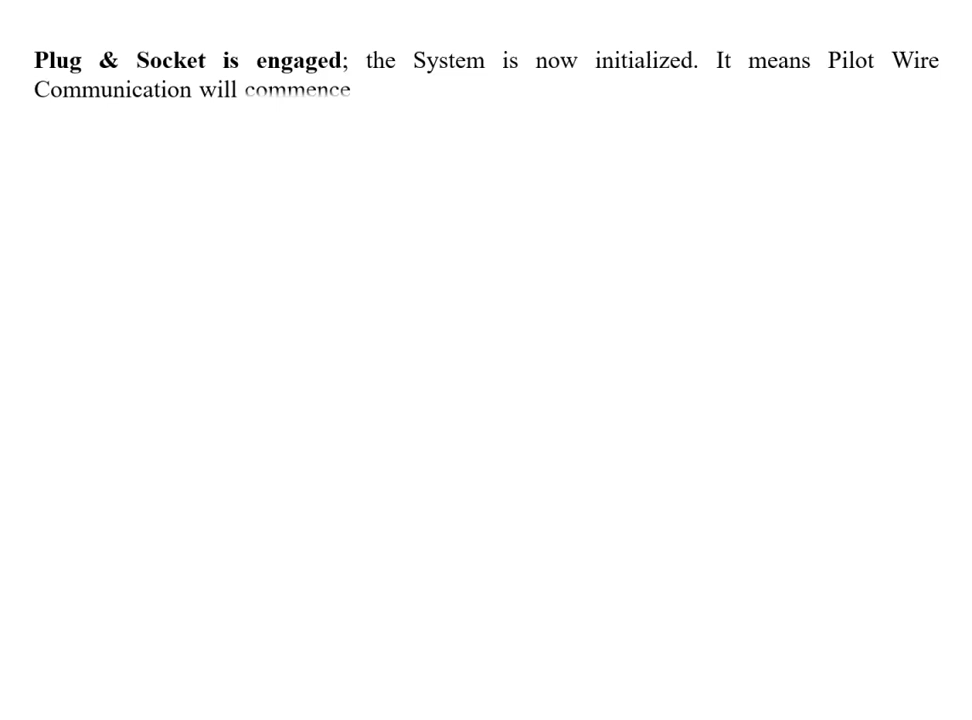 Plug & Socket is engaged; the System is now initialized. It means Pilot Wire
Communication will commence